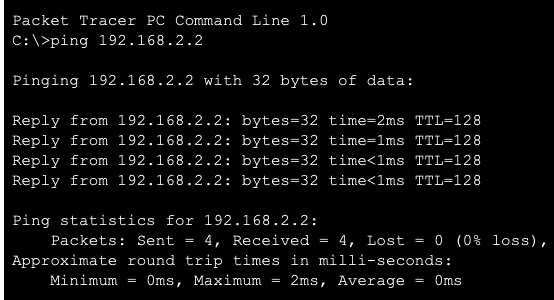 Packet Tracer PC Command Line 1.0
C:\>ping 192.168.2.2
Pinging 192.168.2.2 with 32 bytes of data:
Reply from 192.168.2.2: bytes=32 time=2ms TTL=128
Reply from 192.168.2.2: bytes=32 time=1ms TTL=128
Reply from 192.168.2.2: bytes=32 time<1ms TTL=128
Reply from 192.168.2.2: bytes=32 time<1ms TTL=128
Ping statistics for 192.168.2.2:
Packets: Sent = 4, Received = 4, Lost = 0 (0% loss),
Approximate round trip times in milli-seconds:
Minimum = 0ms, Maximum = 2ms, Average = 0ms